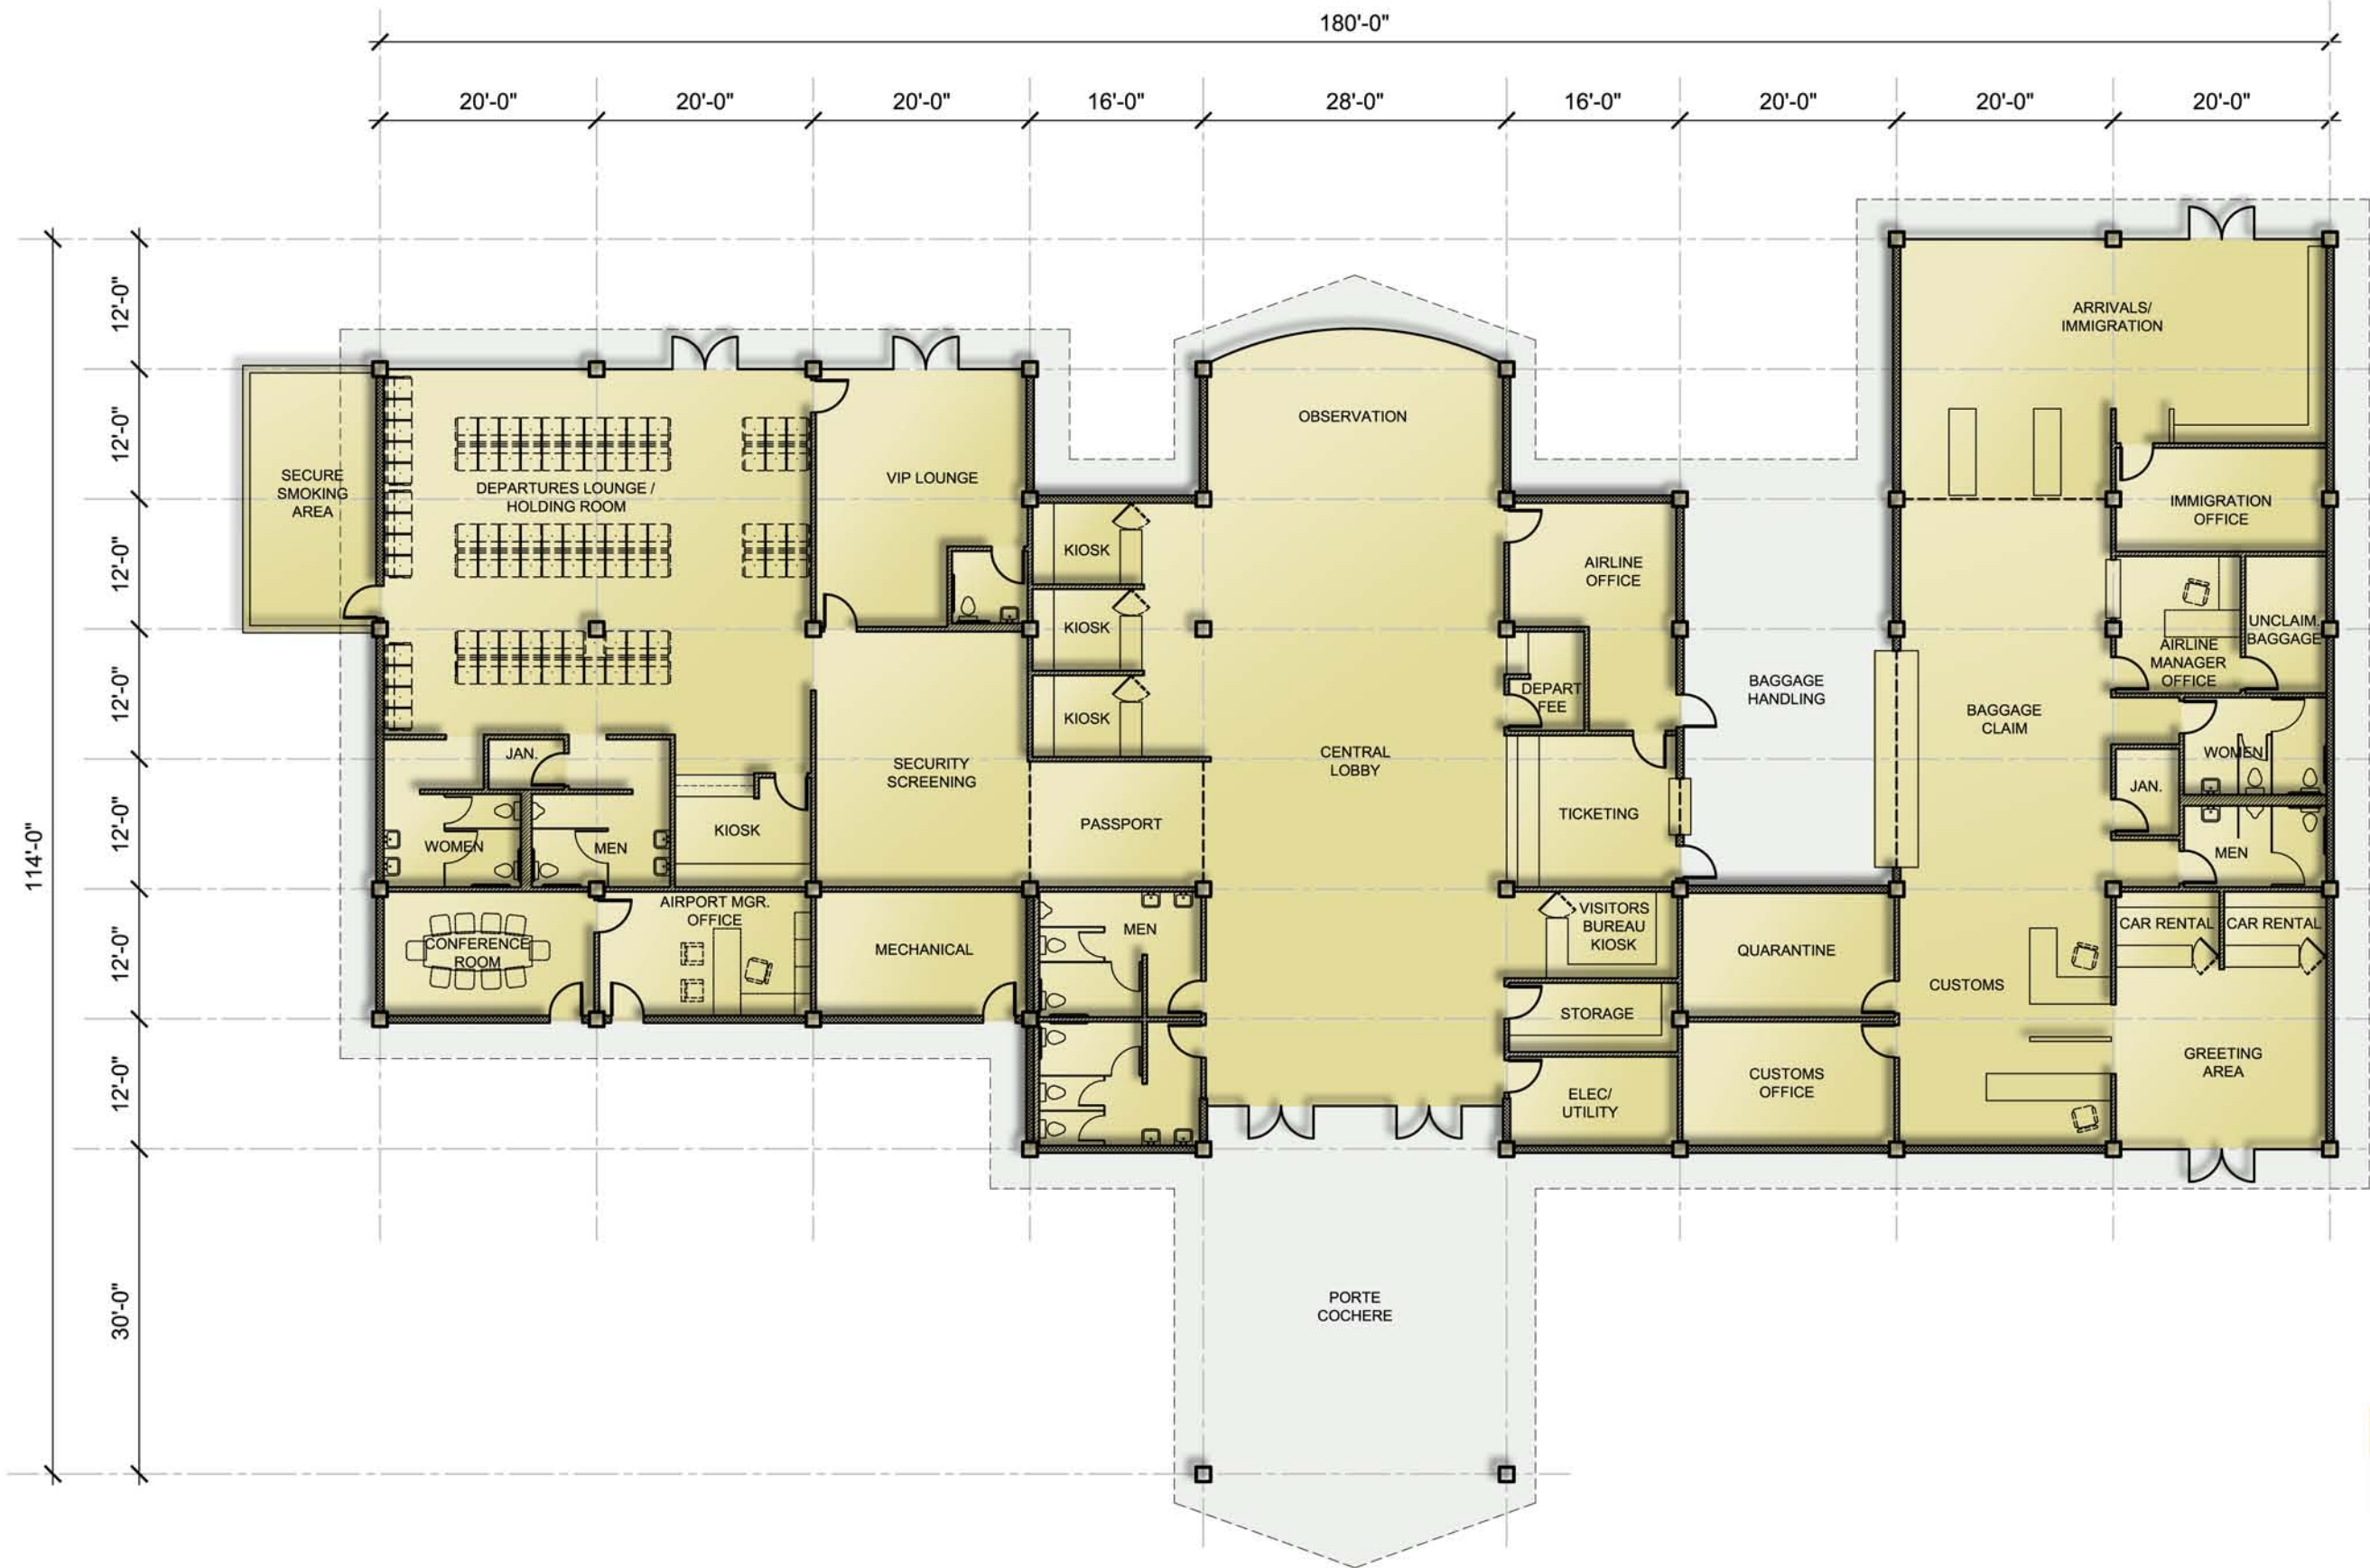 180'-0"
20'-0"
20'-0"
20'-0"
16'-0"
28'-0"
16'-0"
20'-0"
20'-0"
20'-0"
114'-0"
12'-0"
12'-0"
12'-0"
12'-0"
12'-0"
12'-0"
12'-0"
30'-0"
SECURE
SMOKING
AREA
DEPARTURES LOUNGE /
HOLDING ROOM
VIP LOUNGE
JAN.
WOMEN
MEN
KIOSK
SECURITY
SCREENING
CONFERENCE
ROOM
AIRPORT MGR.
OFFICE
MECHANICAL
KIOSK
KIOSK
KIOSK
PASSPORT
MEN
OBSERVATION
CENTRAL
LOBBY
PORTE
COCHERE
AIRLINE
OFFICE
DEPART
FEE
TICKETING
VISITORS
BUREAU
KIOSK
STORAGE
ELEC/
UTILITY
BAGGAGE
HANDLING
QUARANTINE
CUSTOMS
OFFICE
ARRIVALS/
IMMIGRATION
IMMIGRATION
OFFICE
AIRLINE
MANAGER
OFFICE
UNCLAIM.
BAGGAGE
BAGGAGE
CLAIM
WOMEN
JAN.
MEN
CAR RENTAL
CAR RENTAL
CUSTOMS
GREETING
AREA